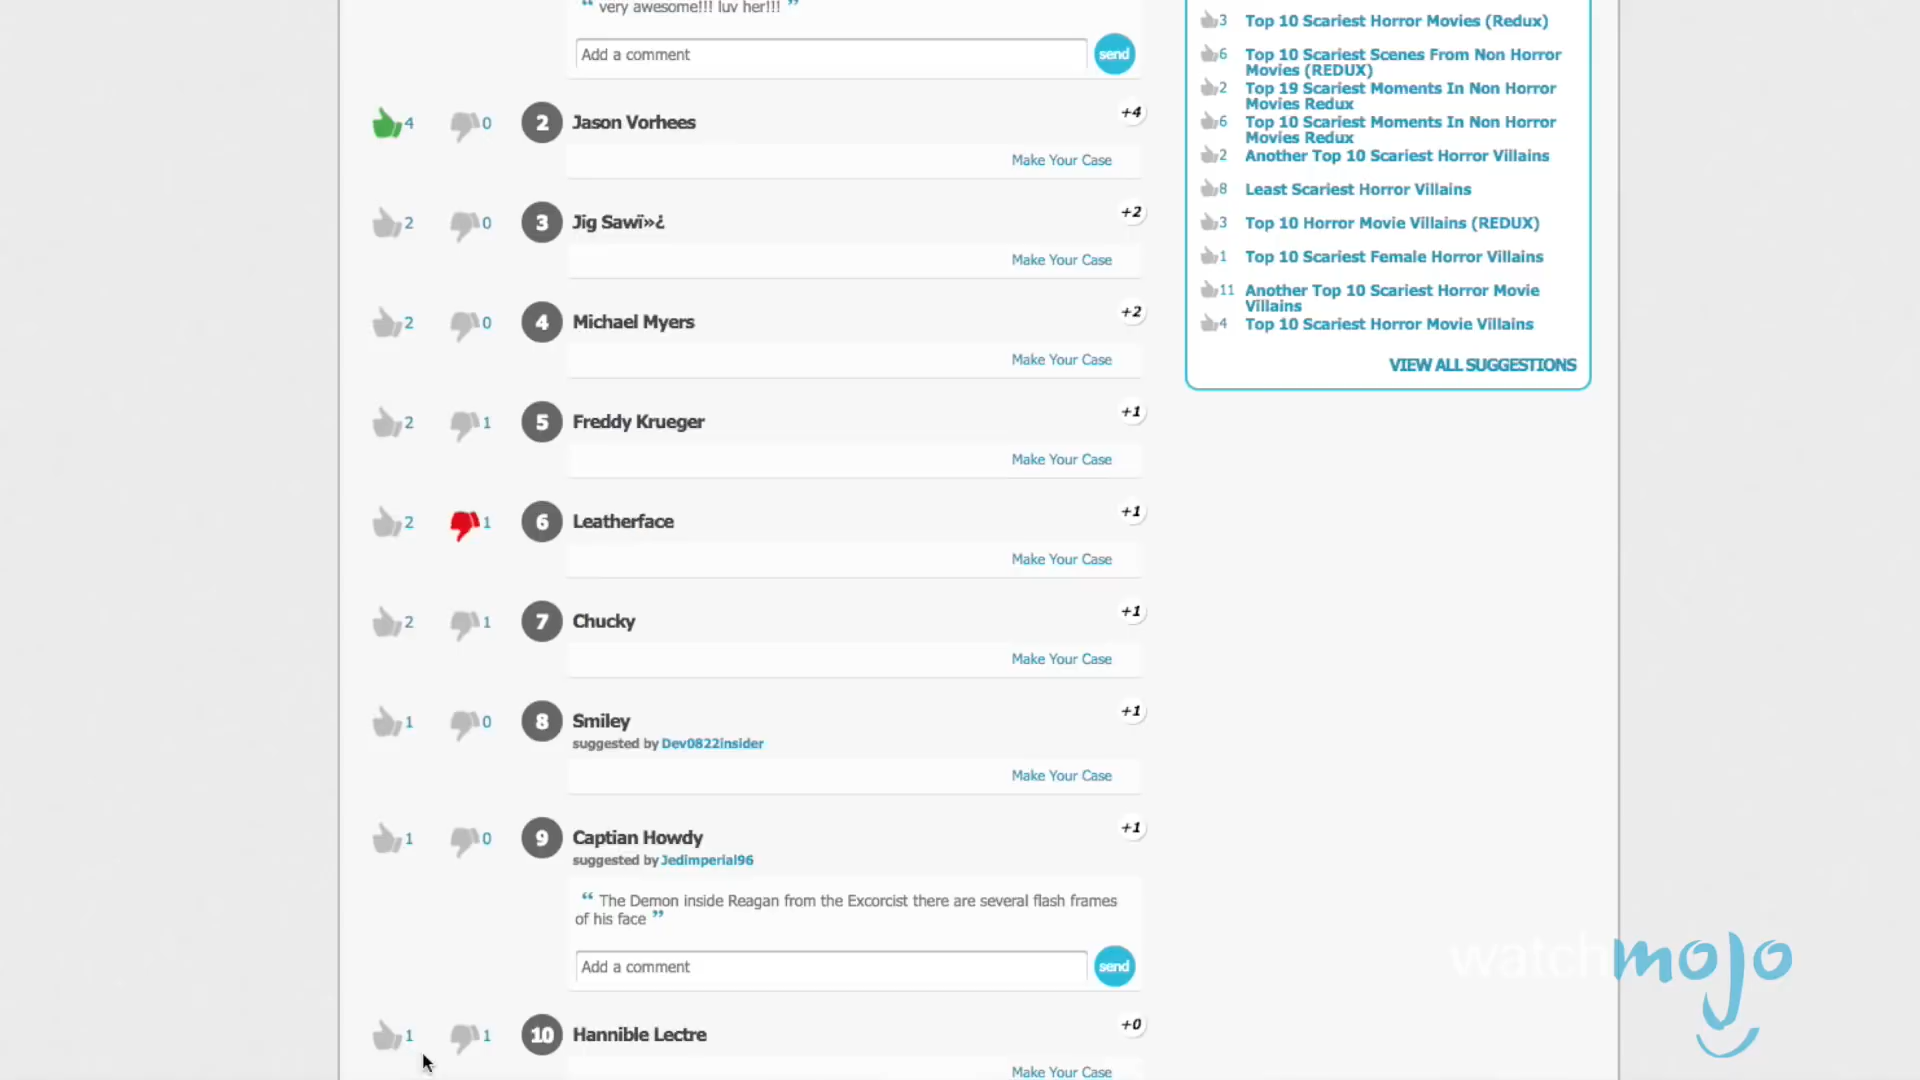 “ very awesome!!! luv her!!! ”
Add a comment
send
4
0
2
Jason Vorhees
+4
Make Your Case
2
0
3
Jig Sawï»¿
+2
Make Your Case
2
0
4
Michael Myers
+2
Make Your Case
2
1
5
Freddy Krueger
+1
Make Your Case
2
1
6
Leatherface
+1
Make Your Case
2
1
7
Chucky
+1
Make Your Case
1
0
8
Smiley
+1
suggested by Dev0822insider
Make Your Case
1
0
9
Captian Howdy
+1
suggested by Jedimperial96
“ The Demon inside Reagan from the Excorcist there are several flash frames
of his face ”
Add a comment
send
1
1
10
Hannible Lectre
+0
Make Your Case
3 Top 10 Scariest Horror Movies (Redux)
6 Top 10 Scariest Scenes From Non Horror
Movies (REDUX)
2 Top 19 Scariest Moments In Non Horror
Movies Redux
6 Top 10 Scariest Moments In Non Horror
Movies Redux
2 Another Top 10 Scariest Horror Villains
8 Least Scariest Horror Villains
3 Top 10 Horror Movie Villains (REDUX)
1 Top 10 Scariest Female Horror Villains
11 Another Top 10 Scariest Horror Movie
Villains
4 Top 10 Scariest Horror Movie Villains
VIEW ALL SUGGESTIONS
watchmojo